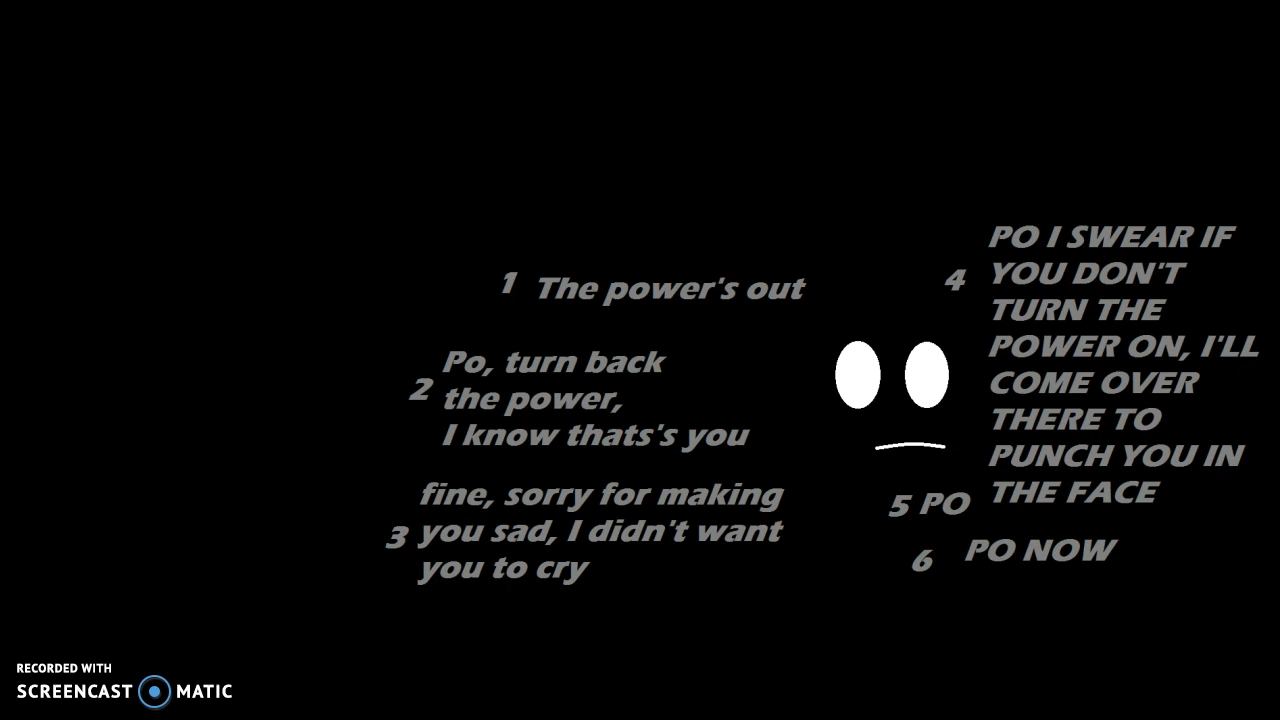 1 The power's out
2 Po, turn back
the power,
I know thats's you
3 fine, sorry for making
you sad, I didn't want
you to cry
4 PO I SWEAR IF
YOU DON'T
TURN THE
POWER ON, I'LL
COME OVER
THERE TO
PUNCH YOU IN
THE FACE
5 PO
6 PO NOW
RECORDED WITH
SCREENCAST MATIC